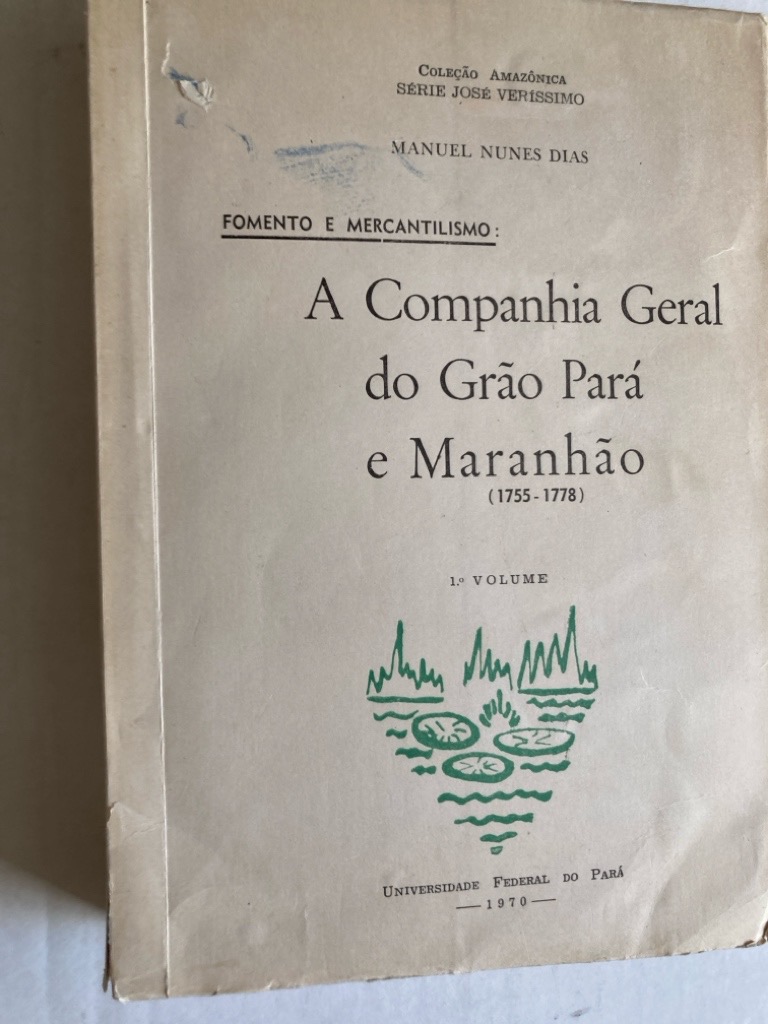 Coleção Amazônica
SÉRIE JOSÉ VERÍSSIMO
MANUEL NUNES DIAS
FOMENTO E MERCANTILISMO:
A Companhia Geral
do Grão Pará
e Maranhão
(1755-1778)
1.º VOLUME
Universidade Federal do Pará
— 1970 —